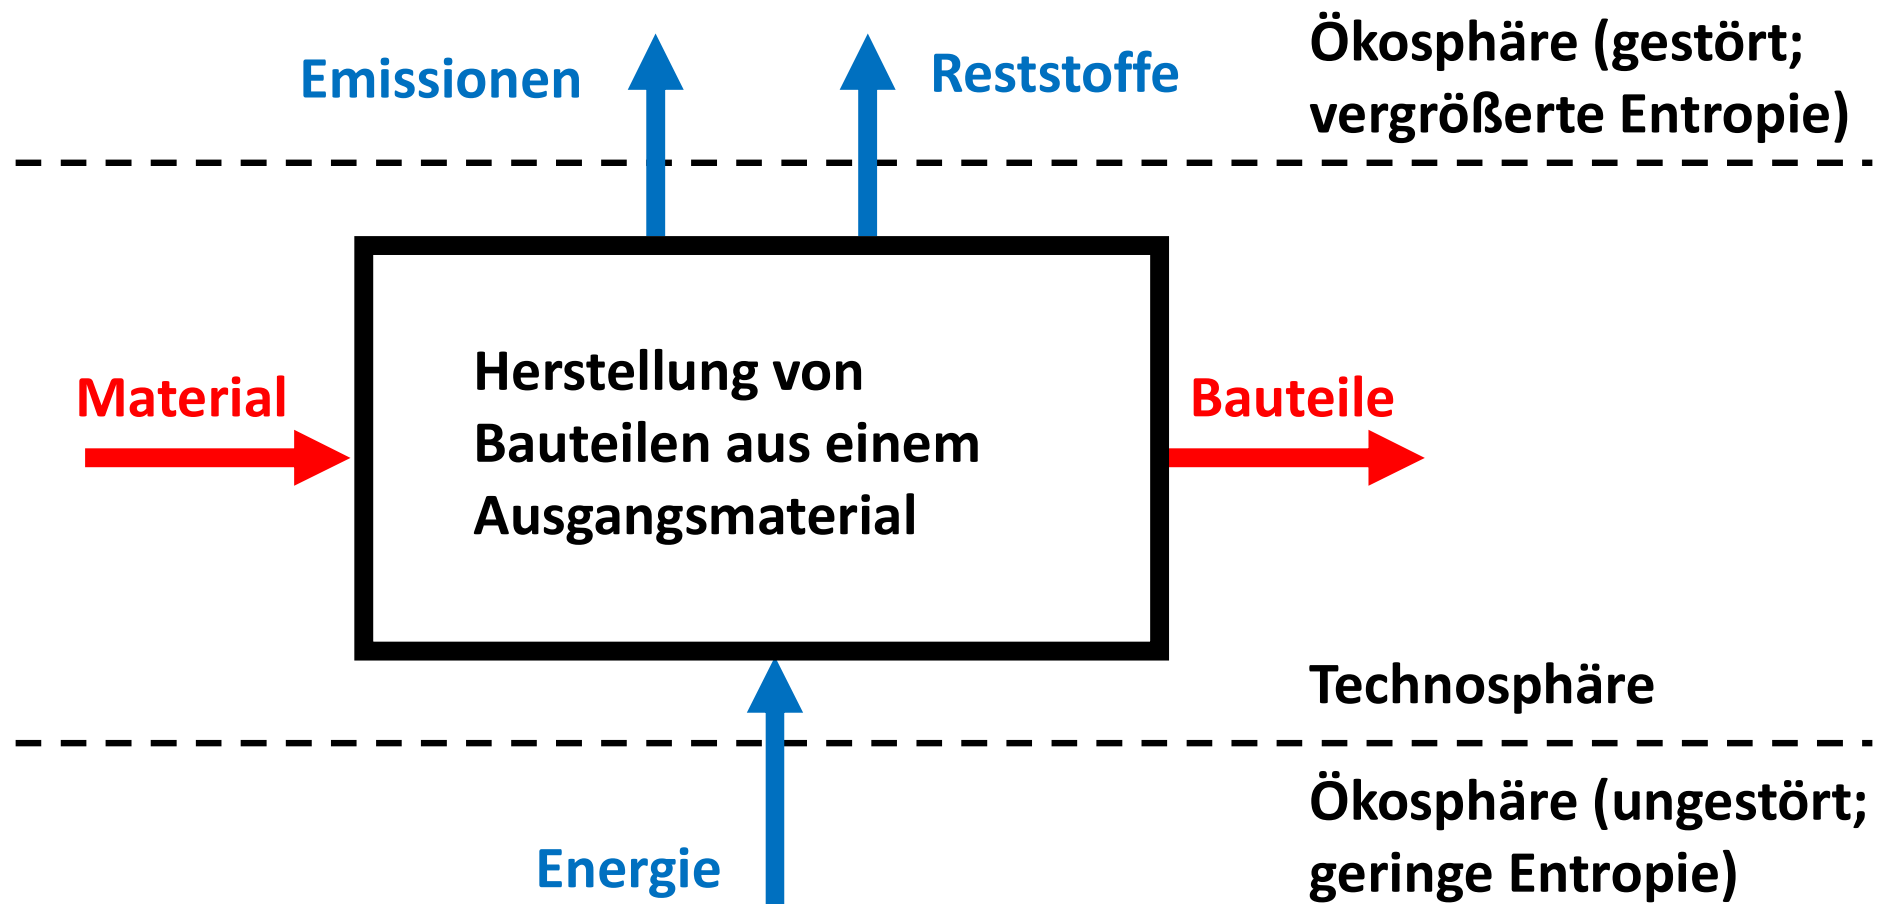 Emissionen
Reststoffe
Ökosphäre (gestört;
vergrößerte Entropie)
Material
Herstellung von
Bauteilen aus einem
Ausgangsmaterial
Bauteile
Technosphäre
Energie
Ökosphäre (ungestört;
geringe Entropie)